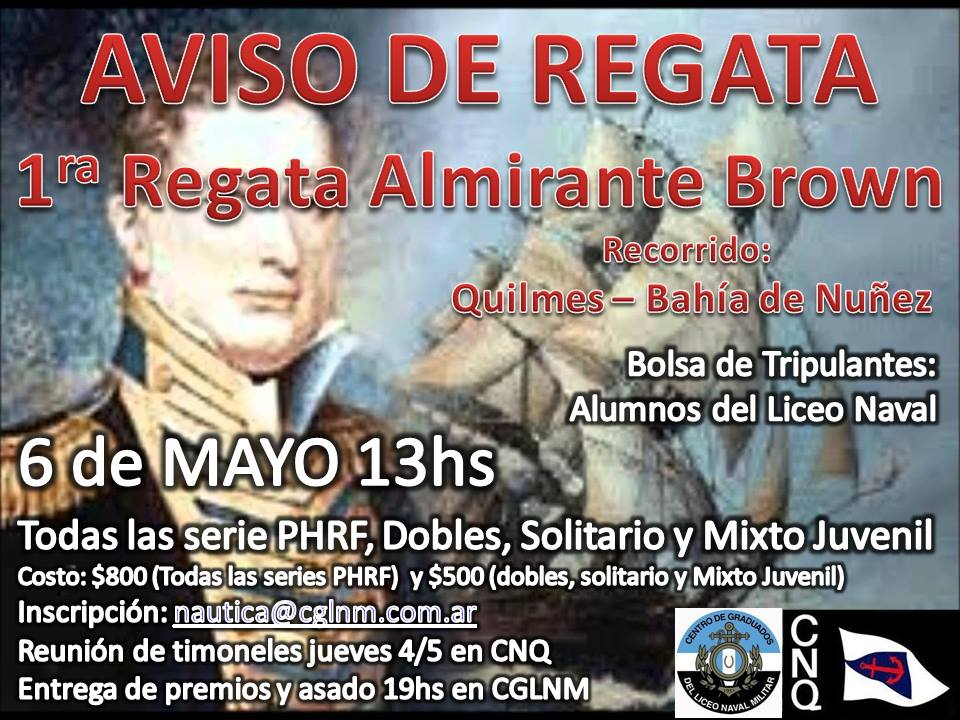 AVISO DE REGATA
1ra Regata Almirante Brown
Recorrido:
Quilmes – Bahía de Nuñez
Bolsa de Tripulantes:
Alumnos del Liceo Naval
6 de MAYO 13hs
Todas las serie PHRF, Dobles, Solitario y Mixto Juvenil
Costo: $800 (Todas las series PHRF) y $500 (dobles, solitario y Mixto Juvenil)
Inscripción: nautica@cglnm.com.ar
Reunión de timoneles jueves 4/5 en CNQ
Entrega de premios y asado 19hs en CGLNM
CENTRO DE GRADUADOS
DEL LICEO NAVAL MILITAR
CNQ